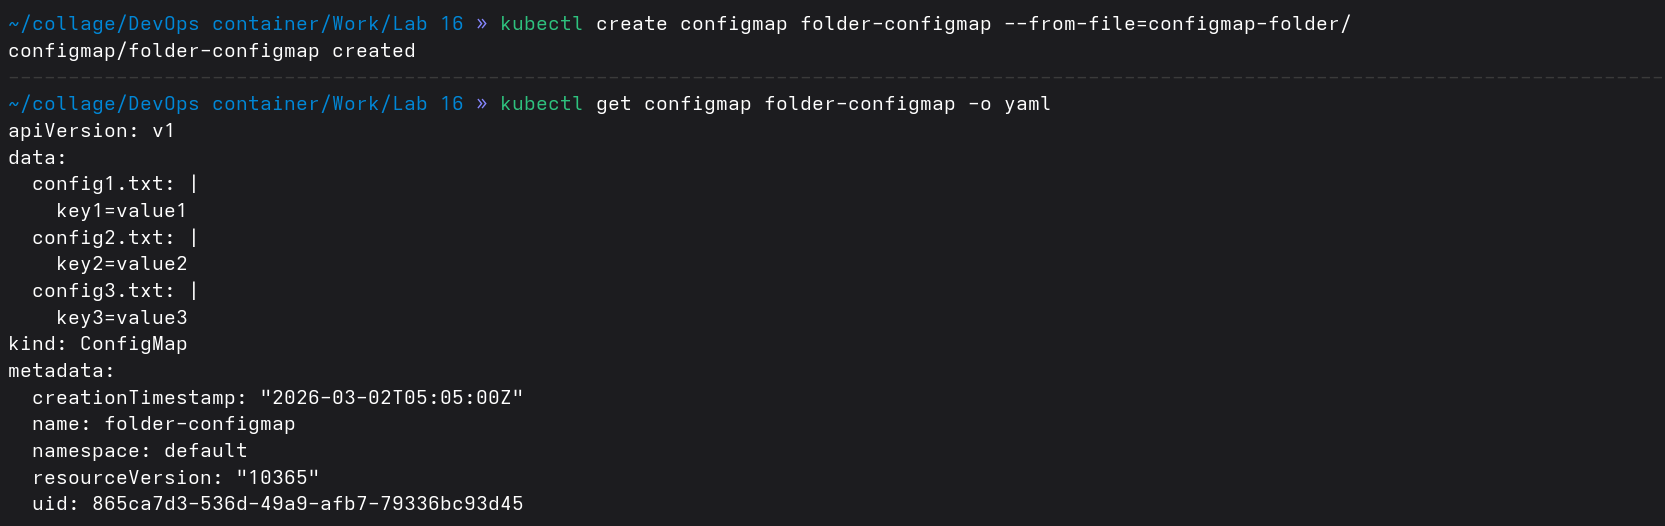 ~/collage/DevOps container/Work/Lab 16 » kubectl create configmap folder-configmap --from-file=configmap-folder/
configmap/folder-configmap created
~/collage/DevOps container/Work/Lab 16 » kubectl get configmap folder-configmap -o yaml
apiVersion: v1
data:
  config1.txt: |
    key1=value1
  config2.txt: |
    key2=value2
  config3.txt: |
    key3=value3
kind: ConfigMap
metadata:
  creationTimestamp: "2026-03-02T05:05:00Z"
  name: folder-configmap
  namespace: default
  resourceVersion: "10365"
  uid: 865ca7d3-536d-49a9-afb7-79336bc93d45